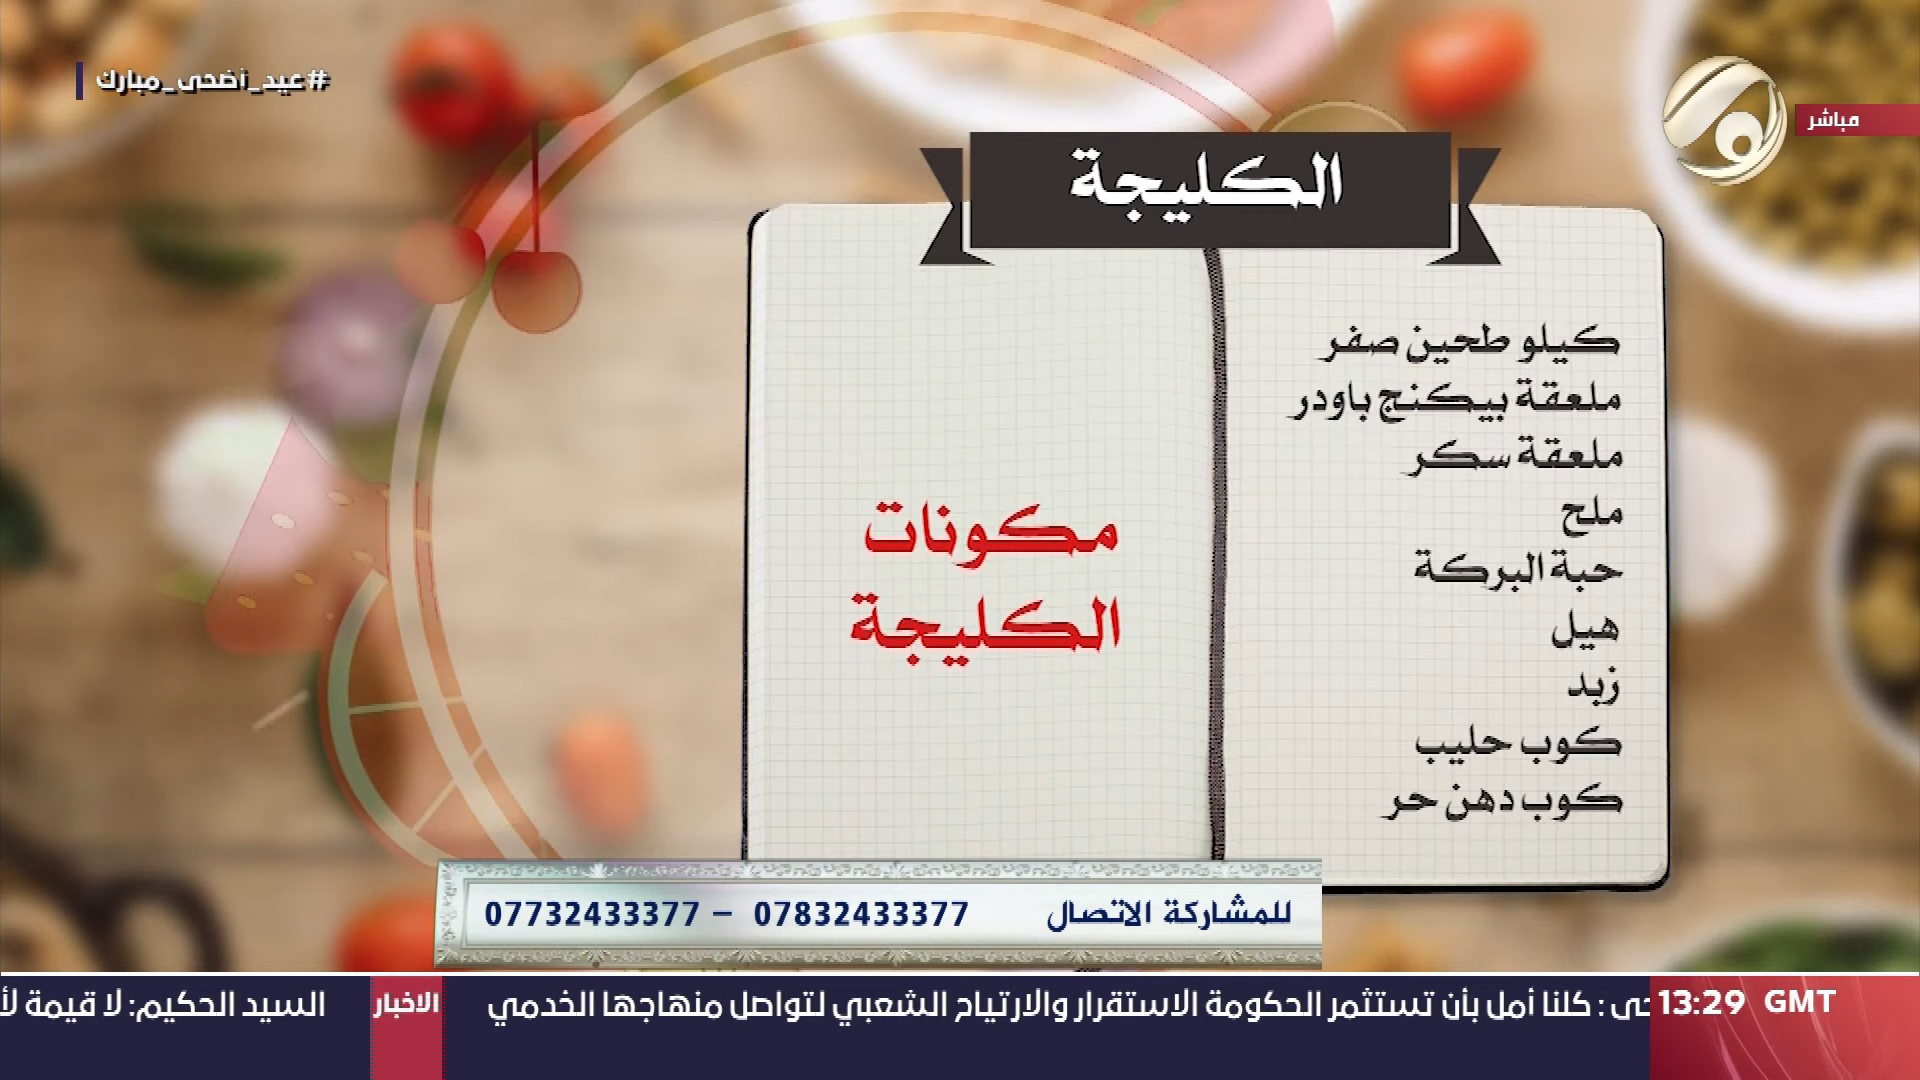 #عيد_أضحى_مبارك
مباشر
الكليجة
كيلو طحين صفر
ملعقة بيكنج باودر
ملعقة سكر
ملح
حبة البركة
هيل
زبد
كوب حليب
كوب دهن حر
مكونات
الكليجة
للمشاركة الاتصال 07832433377 – 07732433377
13:29 GMT
: كلنا أمل بأن تستثمر الحكومة الاستقرار والارتياح الشعبي لتواصل منهاجها الخدمي
الاخبار
السيد الحكيم: لا قيمة